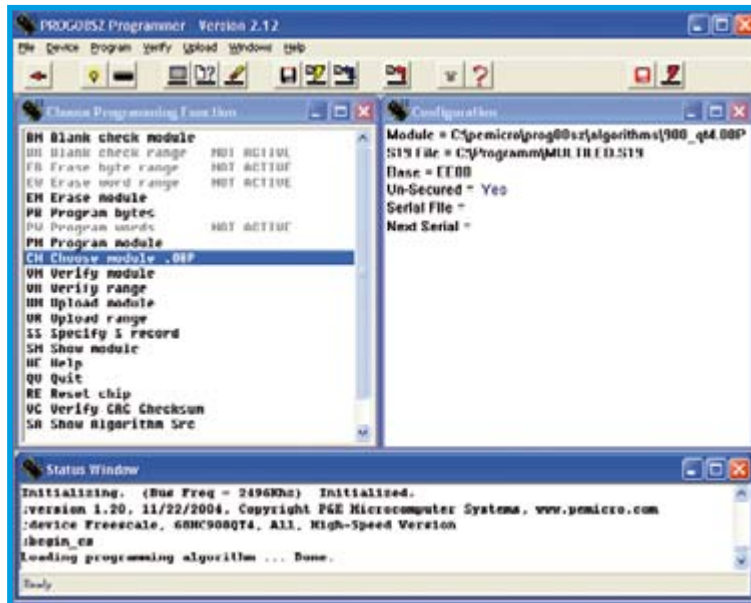 PROG08SZ Programmer Version 2.12
File Device Program Verify Upload Windows Help
Choose Programming Function
BM Blank check module
BR Blank check range NOT ACTIVE
EB Erase byte range NOT ACTIVE
EW Erase word range NOT ACTIVE
EM Erase module
PB Program bytes
PW Program words NOT ACTIVE
PM Program module
CM Choose module .08P
VM Verify module
VR Verify range
UM Upload module
UR Upload range
SS Specify S record
SM Show module
HE Help
QU Quit
RE Reset chip
VC Verify CRC Checksum
SA Show Algorithm Src
Configuration
Module = C:\pemicro\prog08sz\algorithms\908_qt4.08P
S19 File = C:\Programm\MULTILED.S19
Base = EE00
Un-Secured = Yes
Serial File =
Next Serial =
Status Window
Initializing. (Bus Freq = 2496Khz) Initialized.
;version 1.20, 11/22/2004, Copyright P&E Microcomputer Systems, www.pemicro.com
;device Freescale, 68HC908QT4, All, High-Speed Version
;begin_cs
Loading programming algorithm ... Done.
Ready